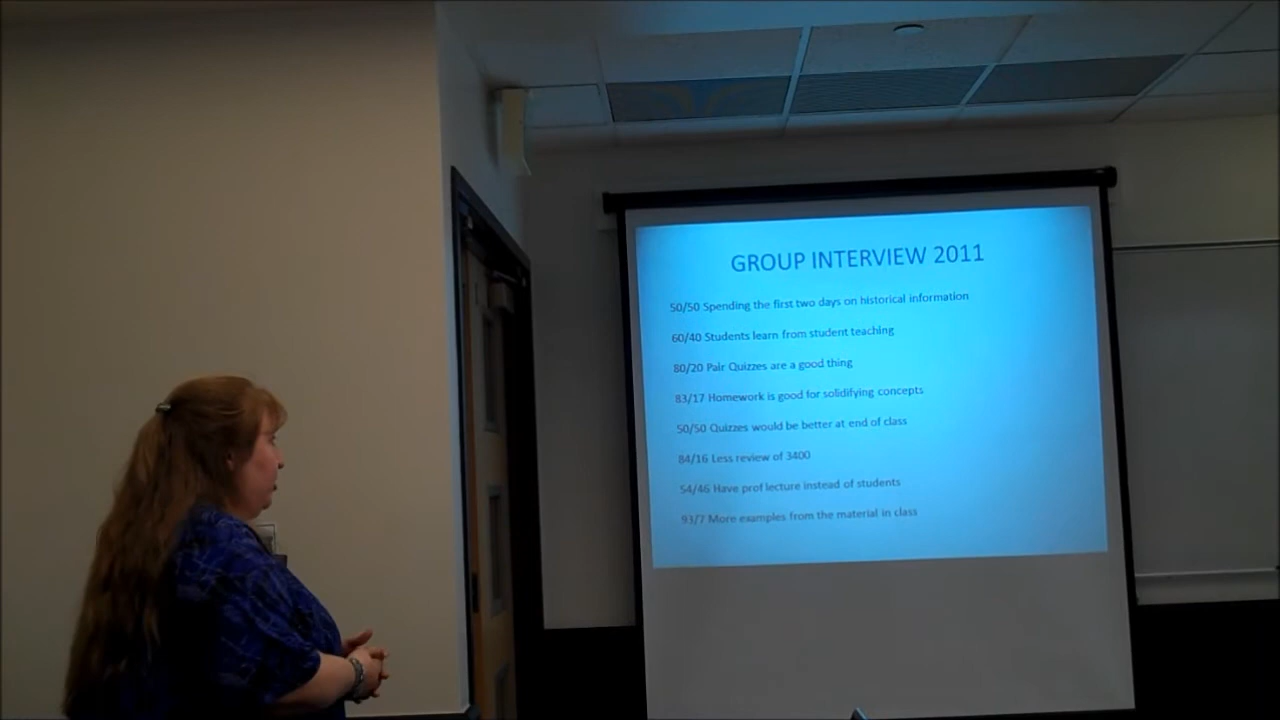 GROUP INTERVIEW 2011
50/50 Spending the first two days on historical information
60/40 Students learn from student teaching
80/20 Pair Quizzes are a good thing
83/17 Homework is good for solidifying concepts
50/50 Quizzes would be better at end of class
84/16 Less review of 3400
54/46 Have prof lecture instead of students
93/7 More examples from the material in class